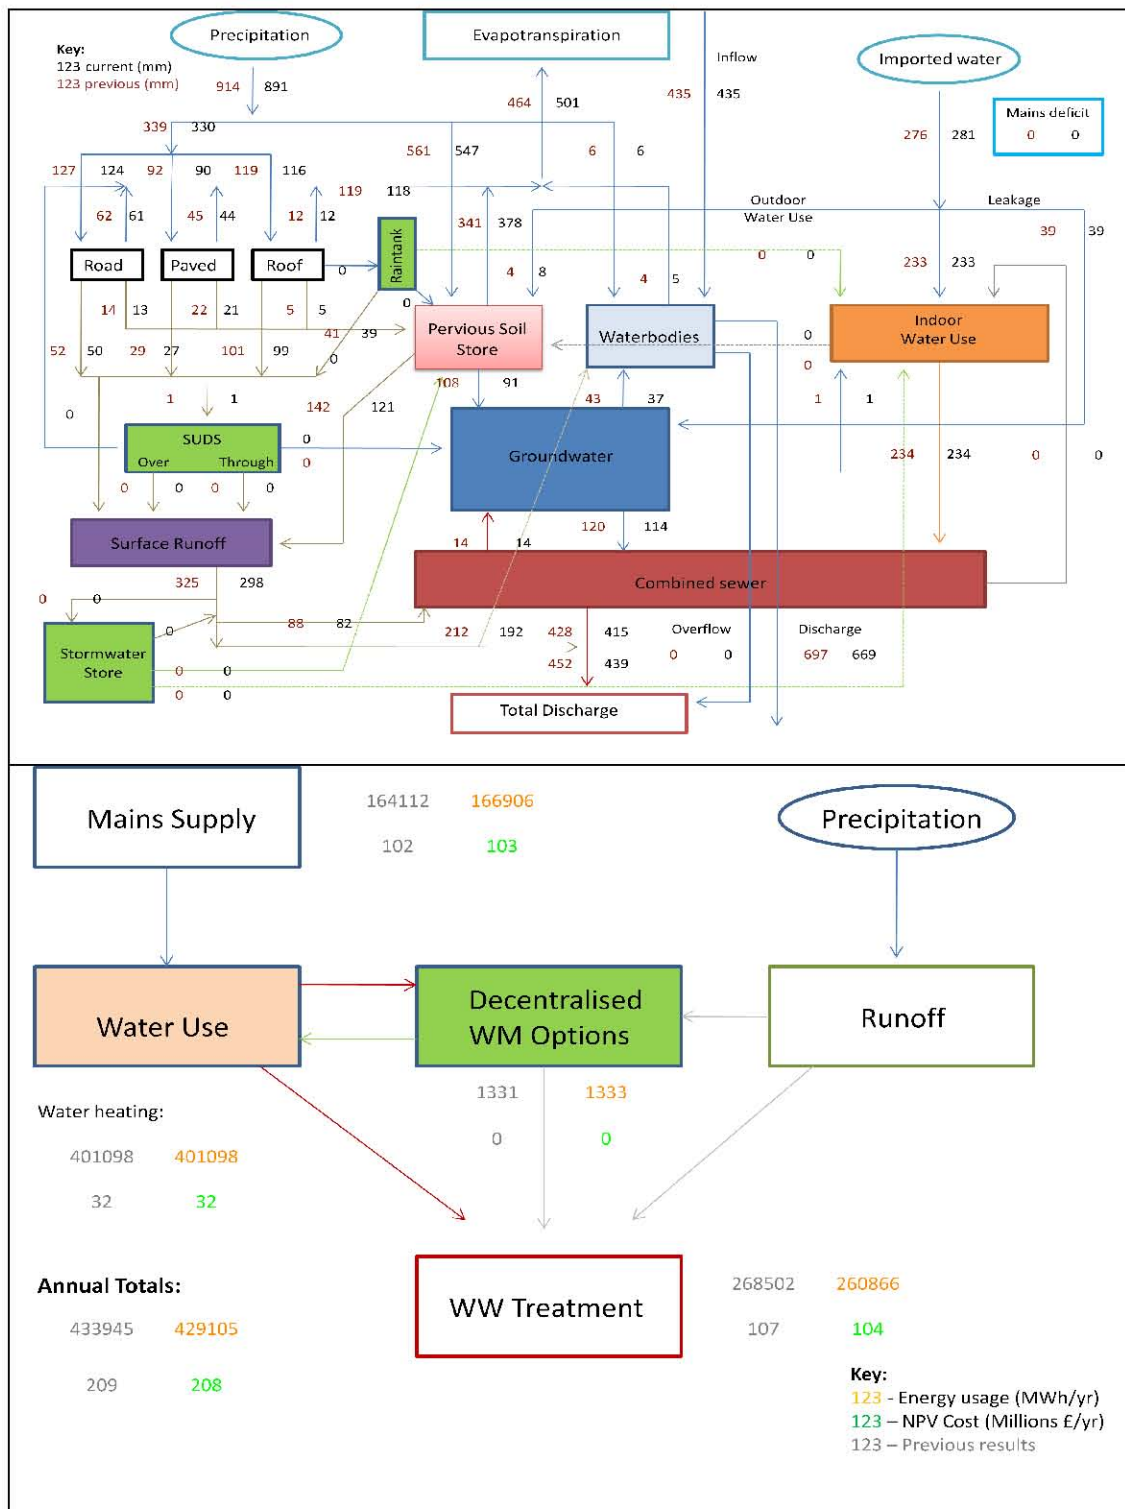 Precipitation
Evapotranspiration
Inflow
Imported water
Key:
123 current (mm)
123 previous (mm)
914 891
464 501
435 435
Mains deficit
0 0
276 281
339 330
561 547
6 6
127 124 92 90 119 116
119 118
Outdoor
Water Use
Leakage
62 61 45 44 12 12
341 378
39 39
0 0
Road
Paved
Roof
0
Raintank
4 8
4 5
233 233
0
14 13 22 21 5 5
41 39
Pervious Soil
Store
Waterbodies
0
0
Indoor
Water Use
52 50 29 27 101 99
0
108 91
43 37
1 1
0
1 1
142 121
SUDS
Over Through
0
0
Groundwater
234 234
0 0
0 0 0 0
Surface Runoff
14 14
120 114
325 298
Combined sewer
0 0
0
88 82
212 192
428 415
Overflow
Discharge
Stormwater
Store
0 0
0 0
452 439
0 0
697 669
Total Discharge
Mains Supply
164112 166906
102 103
Precipitation
Water Use
Decentralised
WM Options
Runoff
1331 1333
0 0
Water heating:
401098 401098
32 32
Annual Totals:
433945 429105
209 208
WW Treatment
268502 260866
107 104
Key:
123 - Energy usage (MWh/yr)
123 – NPV Cost (Millions £/yr)
123 – Previous results